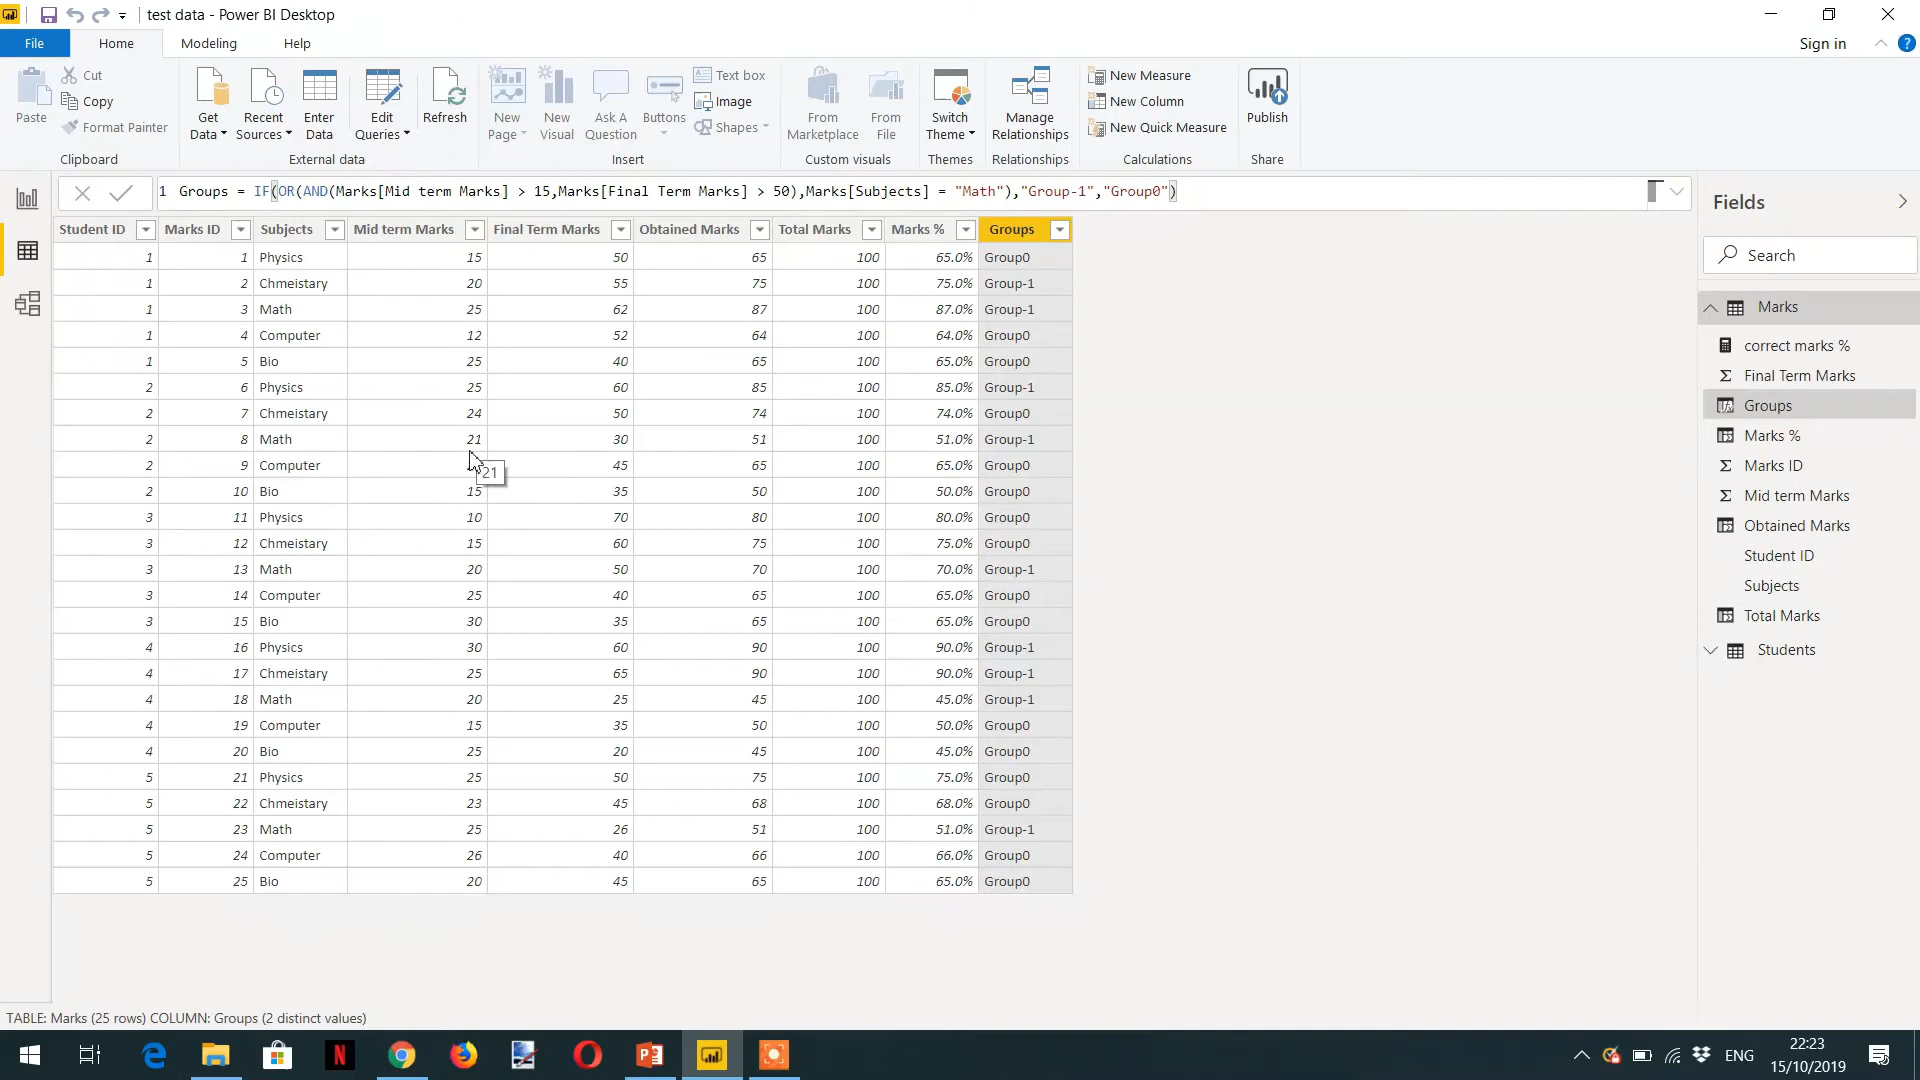 test data - Power BI Desktop
File Home Modeling Help Sign in
Paste Cut Copy Format Painter Clipboard
Get Data Recent Sources Enter Data Edit Queries Refresh External data
New Page New Visual Ask A Question Buttons Text box Image Shapes Insert
From Marketplace From File Custom visuals
Switch Theme Themes
Manage Relationships Relationships
New Measure New Column New Quick Measure Calculations
Publish Share
1 Groups = IF(OR(AND(Marks[Mid term Marks] > 15,Marks[Final Term Marks] > 50),Marks[Subjects] = "Math"),"Group-1","Group0")
Student ID Marks ID Subjects Mid term Marks Final Term Marks Obtained Marks Total Marks Marks % Groups
1 1 Physics 15 50 65 100 65.0% Group0
1 2 Chmeistary 20 55 75 100 75.0% Group-1
1 3 Math 25 62 87 100 87.0% Group-1
1 4 Computer 12 52 64 100 64.0% Group0
1 5 Bio 25 40 65 100 65.0% Group0
2 6 Physics 25 60 85 100 85.0% Group-1
2 7 Chmeistary 24 50 74 100 74.0% Group0
2 8 Math 21 30 51 100 51.0% Group-1
2 9 Computer 45 65 100 65.0% Group0
21
2 10 Bio 15 35 50 100 50.0% Group0
3 11 Physics 10 70 80 100 80.0% Group0
3 12 Chmeistary 15 60 75 100 75.0% Group0
3 13 Math 20 50 70 100 70.0% Group-1
3 14 Computer 25 40 65 100 65.0% Group0
3 15 Bio 30 35 65 100 65.0% Group0
4 16 Physics 30 60 90 100 90.0% Group-1
4 17 Chmeistary 25 65 90 100 90.0% Group-1
4 18 Math 20 25 45 100 45.0% Group-1
4 19 Computer 15 35 50 100 50.0% Group0
4 20 Bio 25 20 45 100 45.0% Group0
5 21 Physics 25 50 75 100 75.0% Group0
5 22 Chmeistary 23 45 68 100 68.0% Group0
5 23 Math 25 26 51 100 51.0% Group-1
5 24 Computer 26 40 66 100 66.0% Group0
5 25 Bio 20 45 65 100 65.0% Group0
Fields
Search
Marks
correct marks %
Final Term Marks
Groups
Marks %
Marks ID
Mid term Marks
Obtained Marks
Student ID
Subjects
Total Marks
Students
TABLE: Marks (25 rows) COLUMN: Groups (2 distinct values)
ENG 22:23
15/10/2019